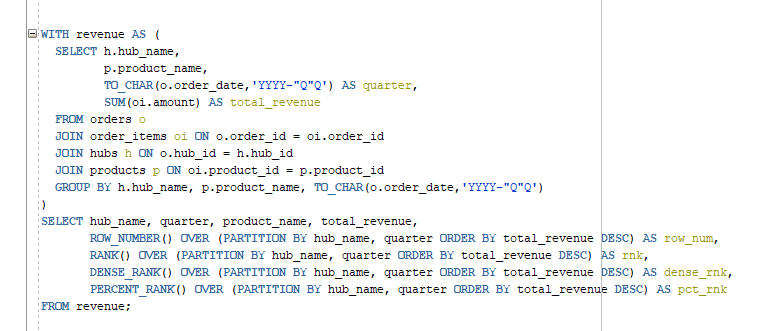 WITH revenue AS (
SELECT h.hub_name,
p.product_name,
TO_CHAR(o.order_date,'YYYY-"Q"Q') AS quarter,
SUM(oi.amount) AS total_revenue
FROM orders o
JOIN order_items oi ON o.order_id = oi.order_id
JOIN hubs h ON o.hub_id = h.hub_id
JOIN products p ON oi.product_id = p.product_id
GROUP BY h.hub_name, p.product_name, TO_CHAR(o.order_date,'YYYY-"Q"Q')
)
SELECT hub_name, quarter, product_name, total_revenue,
ROW_NUMBER() OVER (PARTITION BY hub_name, quarter ORDER BY total_revenue DESC) AS row_num,
RANK() OVER (PARTITION BY hub_name, quarter ORDER BY total_revenue DESC) AS rnk,
DENSE_RANK() OVER (PARTITION BY hub_name, quarter ORDER BY total_revenue DESC) AS dense_rnk,
PERCENT_RANK() OVER (PARTITION BY hub_name, quarter ORDER BY total_revenue DESC) AS pct_rnk
FROM revenue;